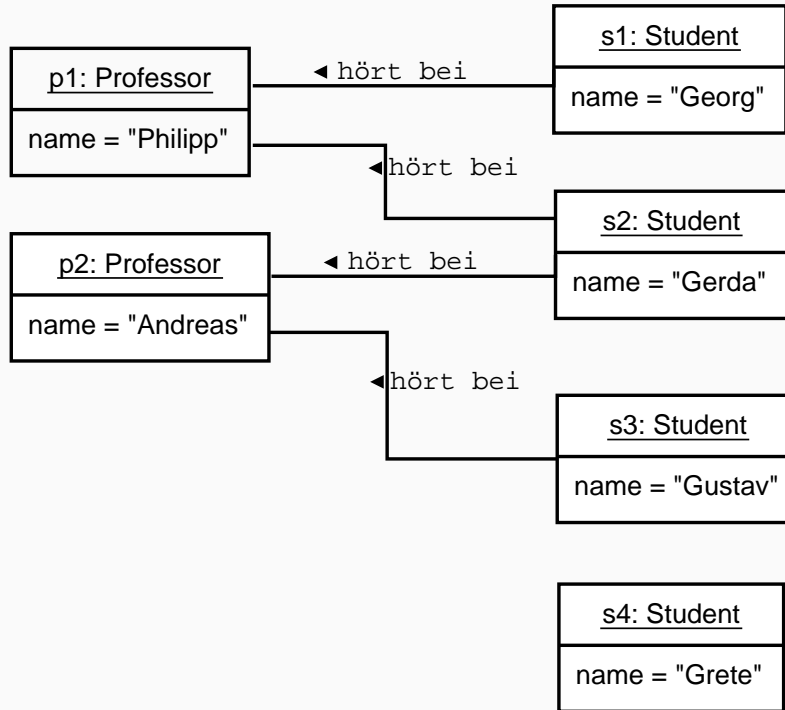 s1: Student
name = "Georg"
◄ hört bei
p1: Professor
name = "Philipp"
◄hört bei
s2: Student
name = "Gerda"
◄ hört bei
p2: Professor
name = "Andreas"
◄hört bei
s3: Student
name = "Gustav"
s4: Student
name = "Grete"